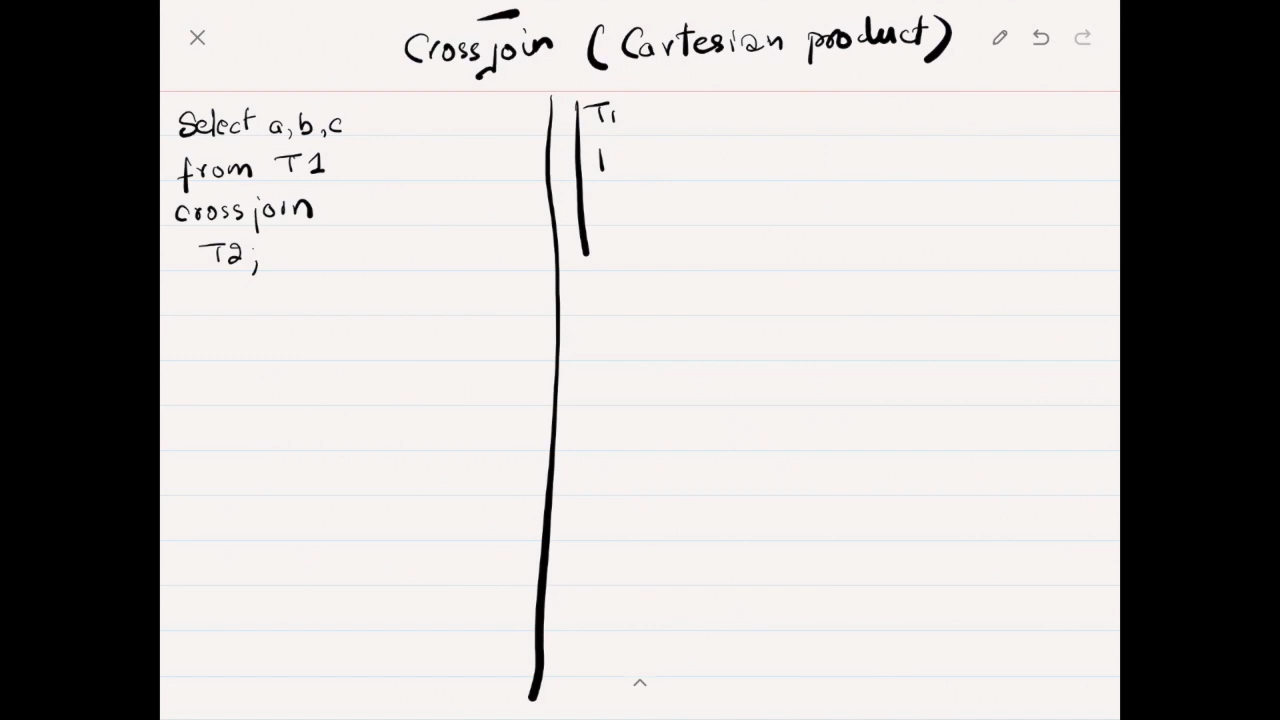 Cross join (Cartesian product)
Select a, b, c
from T1
cross join
T2;
T1
1